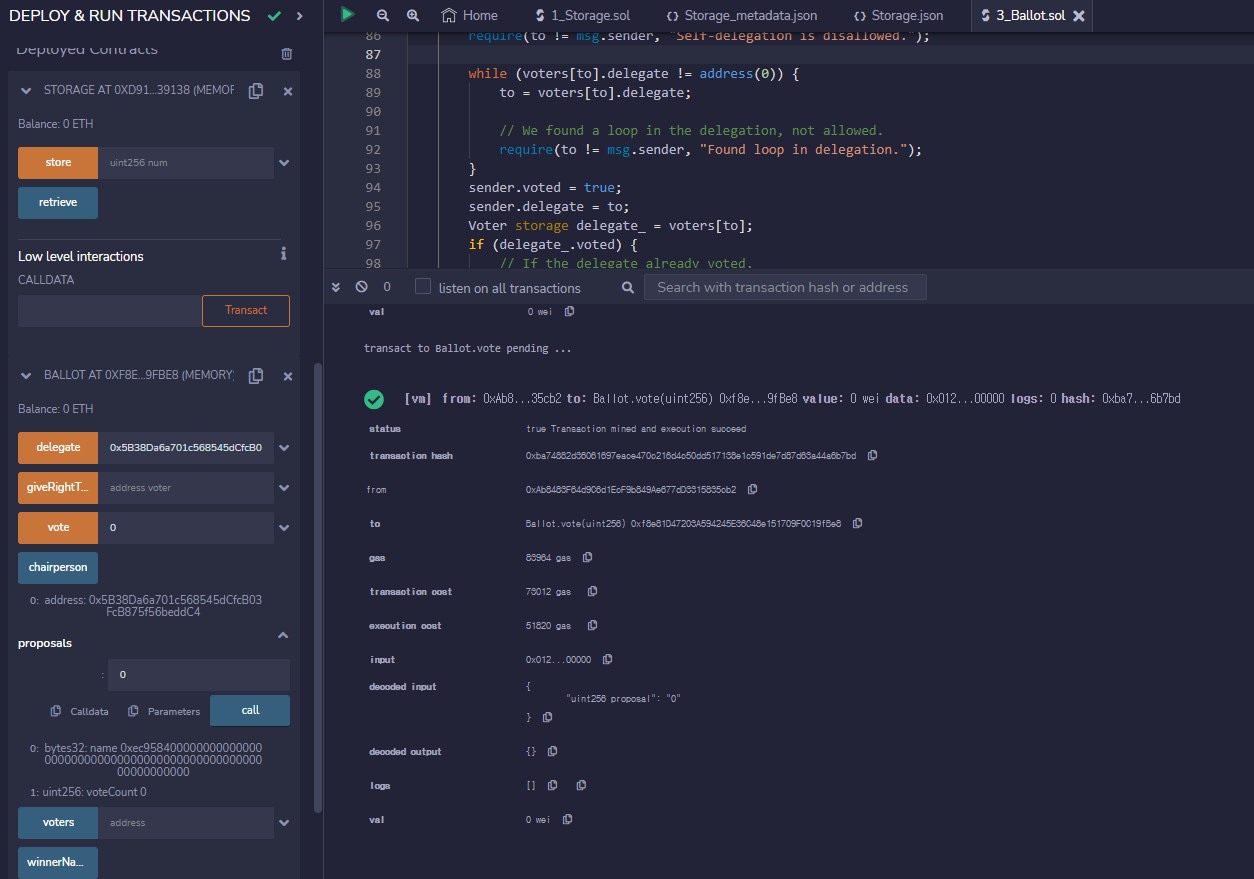 DEPLOY & RUN TRANSACTIONS
Deployed Contracts
STORAGE AT 0XD91...39138 (MEMOR
Balance: 0 ETH
store uint256 num
retrieve
Low level interactions i
CALLDATA
Transact
BALLOT AT 0XF8E...9FBE8 (MEMORY)
Balance: 0 ETH
delegate 0x5B38Da6a701c568545dCfcB0
giveRightT... address voter
vote 0
chairperson
0: address: 0x5B38Da6a701c568545dCfcB03
FcB875f56beddC4
proposals
: 0
Calldata Parameters call
0: bytes32: name 0xec95840000000000000000
00000000000000000000000000000000000
000000000000
1: uint256: voteCount 0
voters address
winnerNa...
Home 1_Storage.sol Storage_metadata.json Storage.json 3_Ballot.sol
86 require(to != msg.sender, "Self-delegation is disallowed.");
87
88 while (voters[to].delegate != address(0)) {
89 to = voters[to].delegate;
90
91 // We found a loop in the delegation, not allowed.
92 require(to != msg.sender, "Found loop in delegation.");
93 }
94 sender.voted = true;
95 sender.delegate = to;
96 Voter storage delegate_ = voters[to];
97 if (delegate_.voted) {
98 // If the delegate already voted,
0 listen on all transactions Search with transaction hash or address
val 0 wei
transact to Ballot.vote pending ...
[vm] from: 0xAb8...35cb2 to: Ballot.vote(uint256) 0xf8e...9fBe8 value: 0 wei data: 0x012...00000 logs: 0 hash: 0xba7...6b7bd
status true Transaction mined and execution succeed
transaction hash
from 0xAb8483F64d9C6d1EcF9b849Ae677dD3315835cb2
to Ballot.vote(uint256)
gas 83964 gas
transaction cost 73012 gas
execution cost 51820 gas
input 0x012...00000
decoded input {
"uint256 proposal": "0"
}
decoded output {}
logs []
val 0 wei